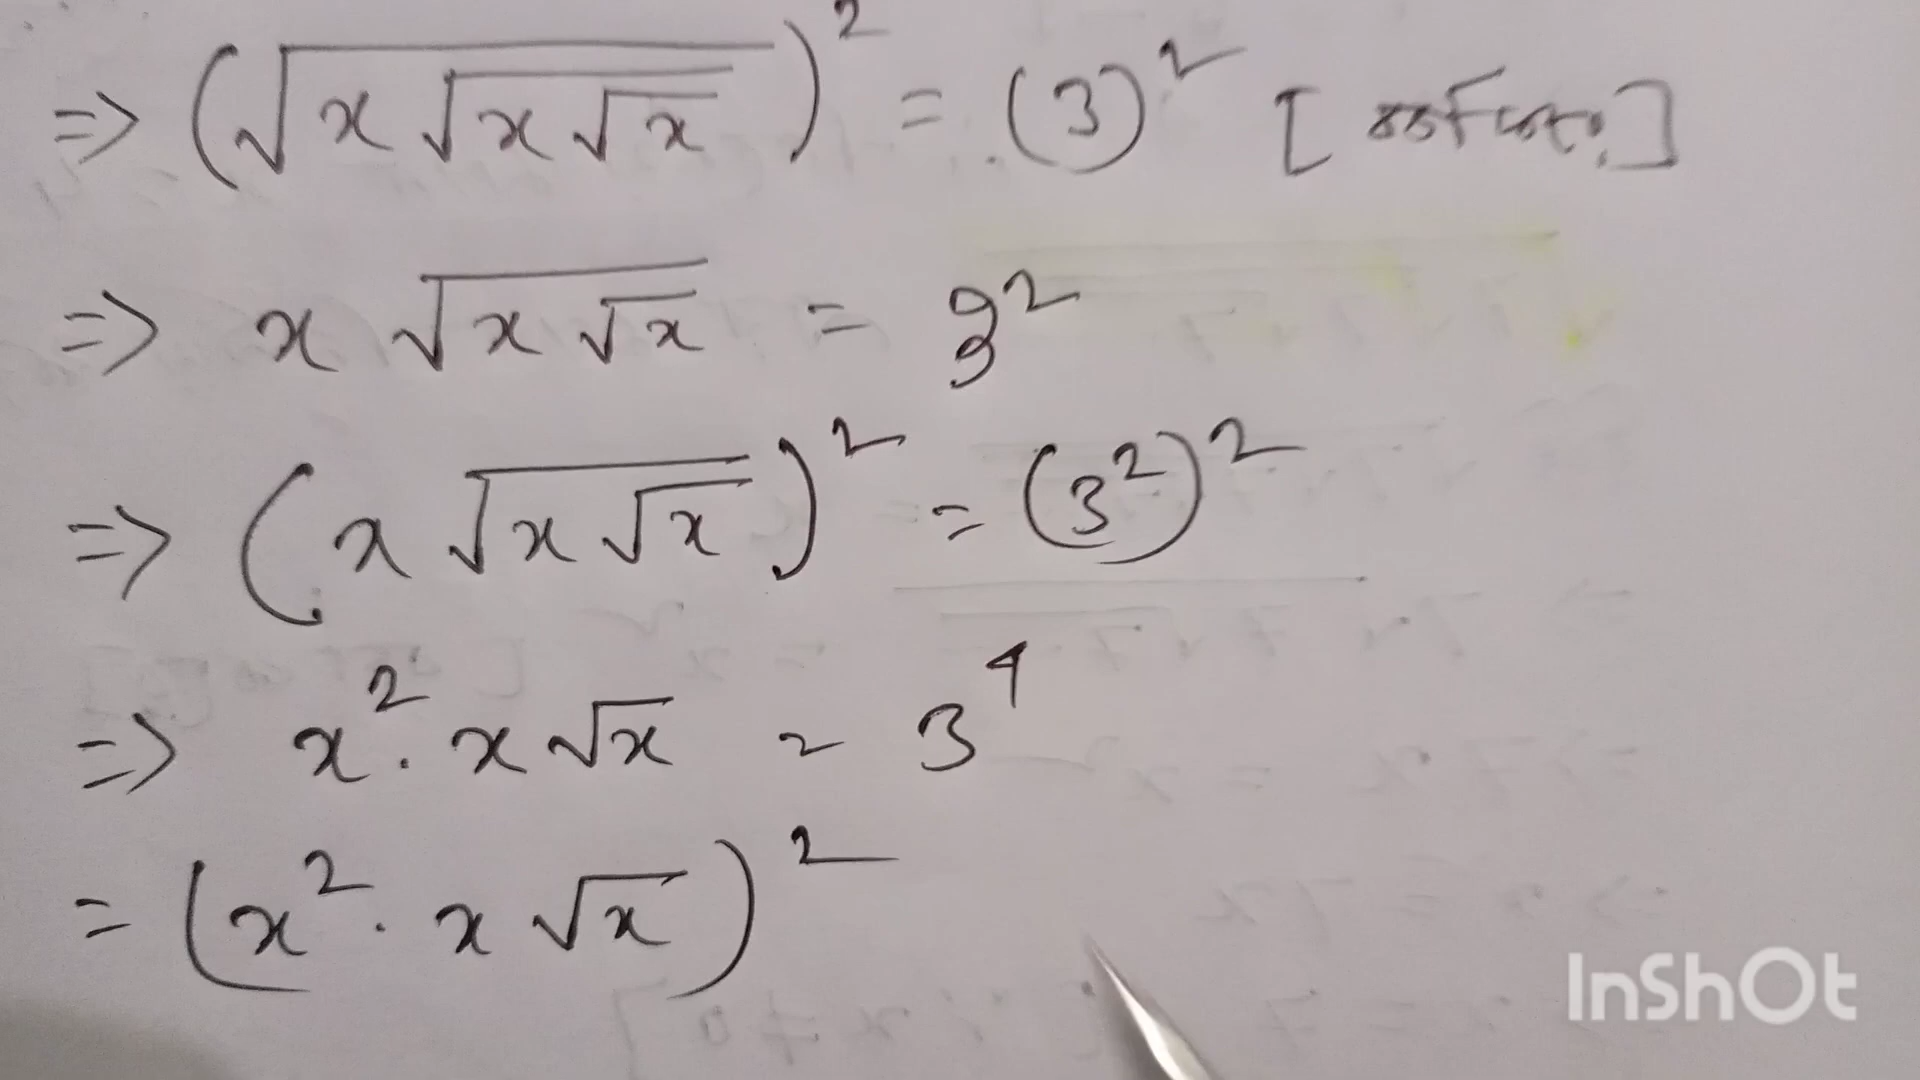 => (√(x√(x√x)))² = (3)² [বর্গ করে]
=> x√(x√x) = 3²
=> (x√(x√x))² = (3²)²
=> x². x√x = 3⁴
= (x². x√x)²
InShOt